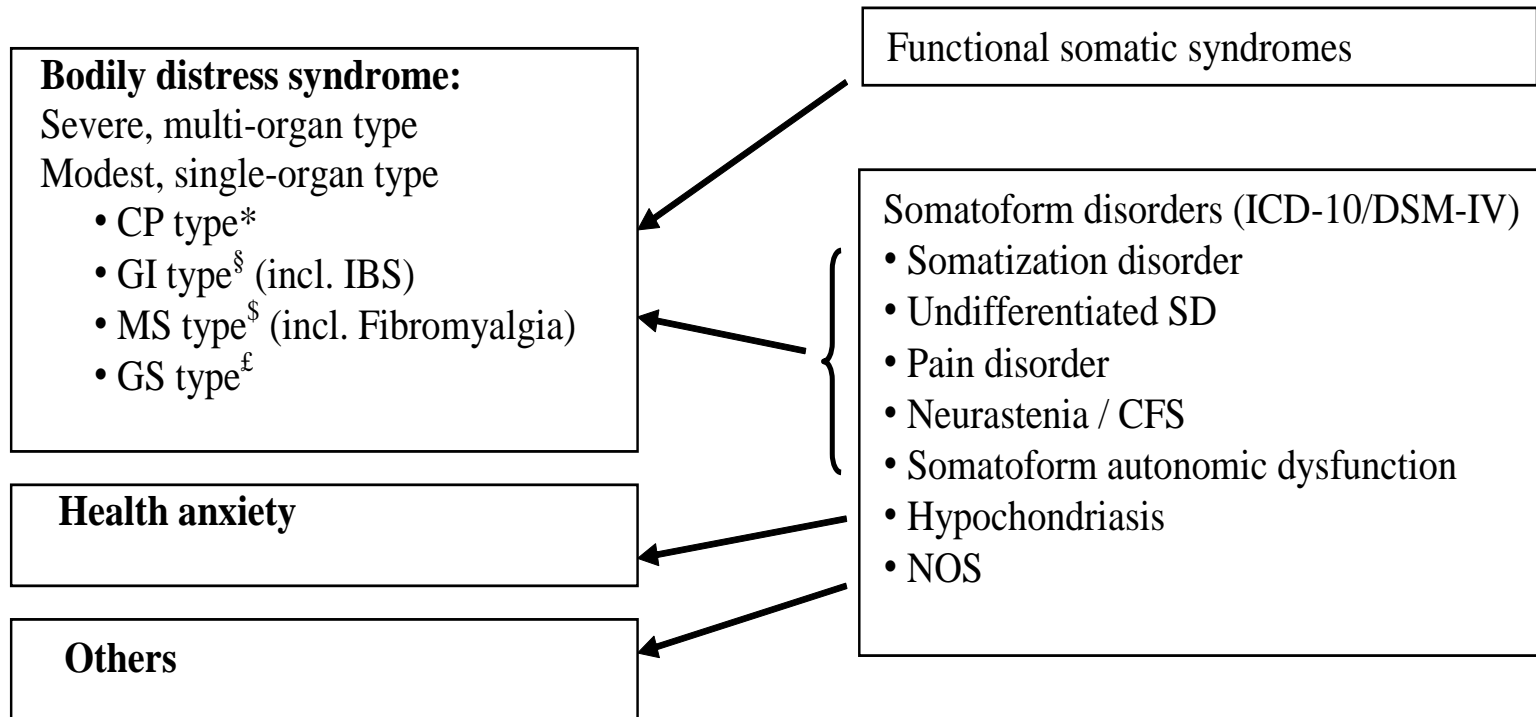 Bodily distress syndrome:
Severe, multi-organ type
Modest, single-organ type
• CP type*
• GI type§ (incl. IBS)
• MS type$ (incl. Fibromyalgia)
• GS type£
Health anxiety
Others
Functional somatic syndromes
Somatoform disorders (ICD-10/DSM-IV)
• Somatization disorder
• Undifferentiated SD
• Pain disorder
• Neurastenia / CFS
• Somatoform autonomic dysfunction
• Hypochondriasis
• NOS